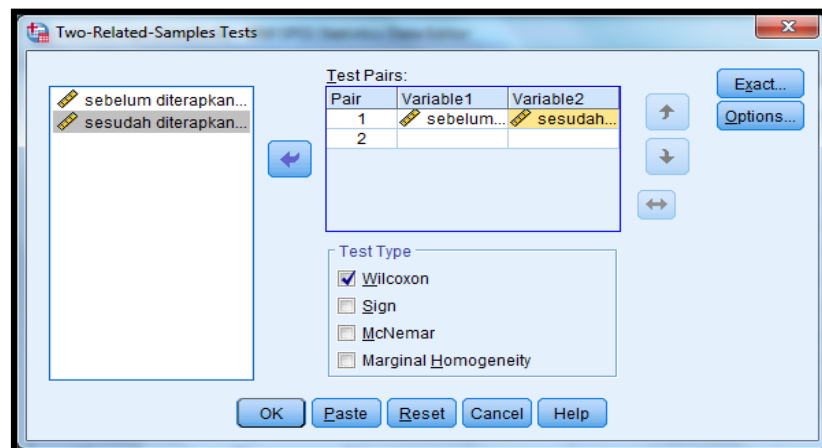 Two-Related-Samples Tests
sebelum diterapkan...
sesudah diterapkan...
Test Pairs:
Pair Variable1 Variable2
1 sebelum... sesudah...
2
Exact...
Options...
Test Type
Wilcoxon
Sign
McNemar
Marginal Homogeneity
OK Paste Reset Cancel Help